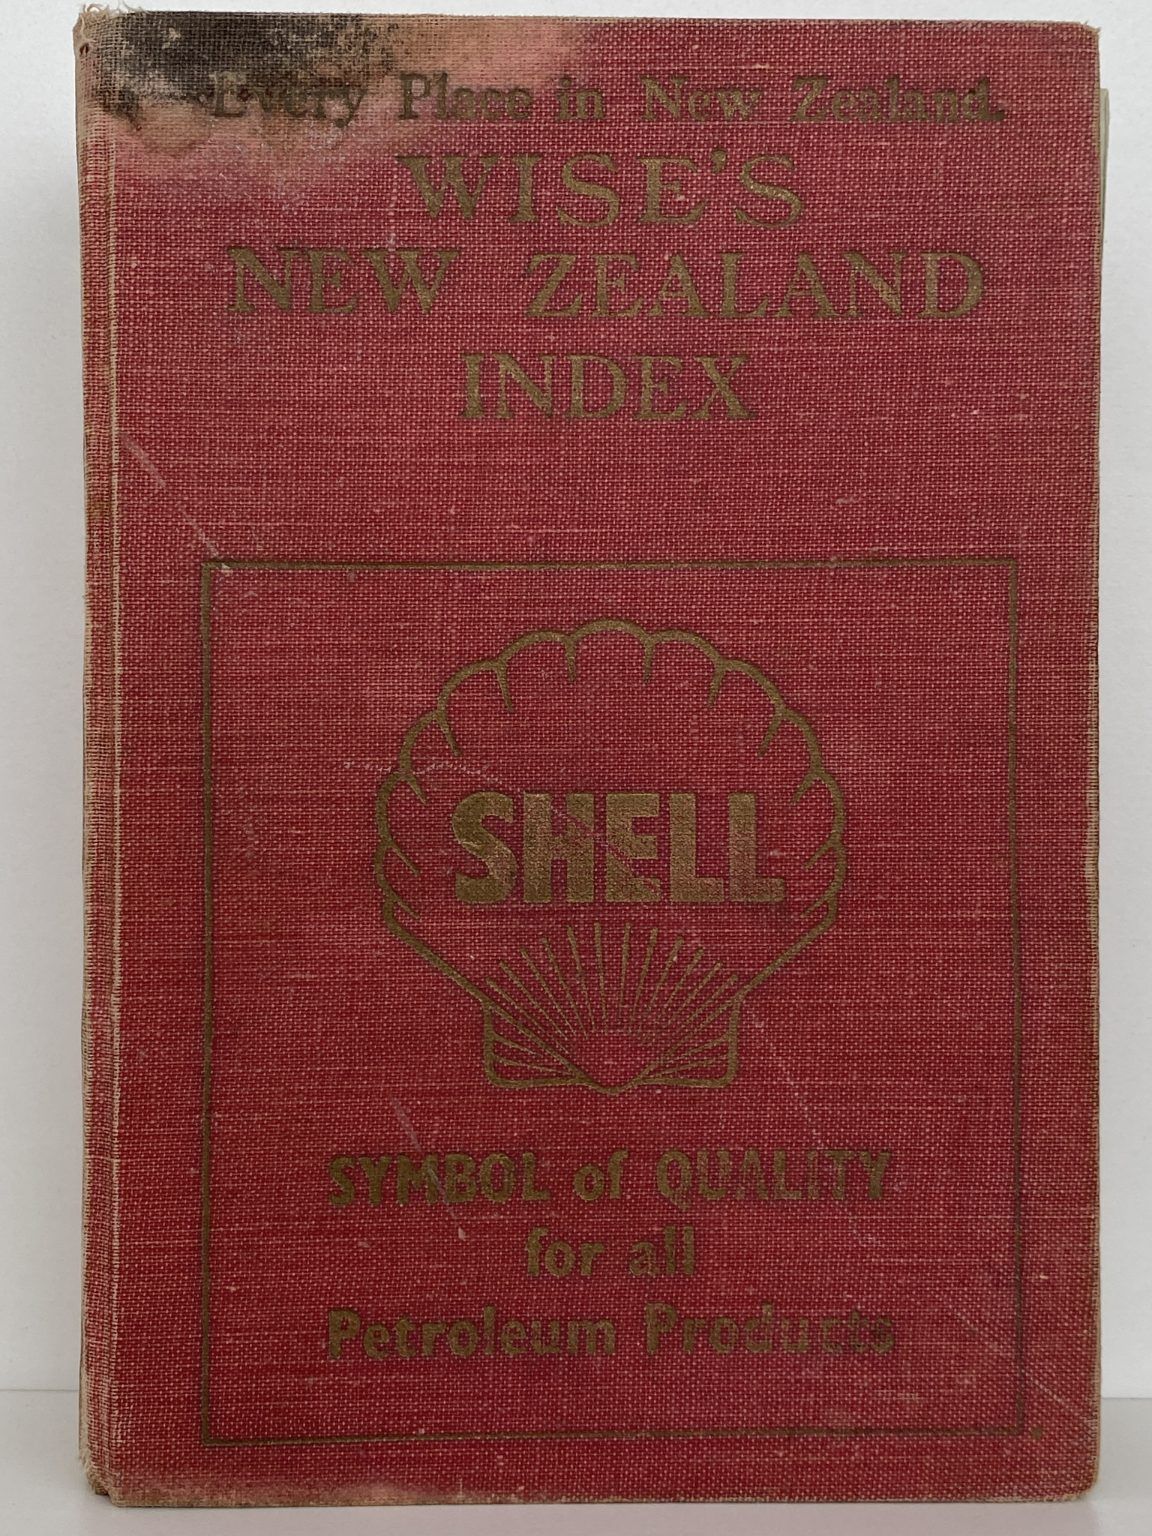 Every Place in New Zealand.
WISE'S
NEW ZEALAND
INDEX
SHELL
SYMBOL of QUALITY
for all
Petroleum Products